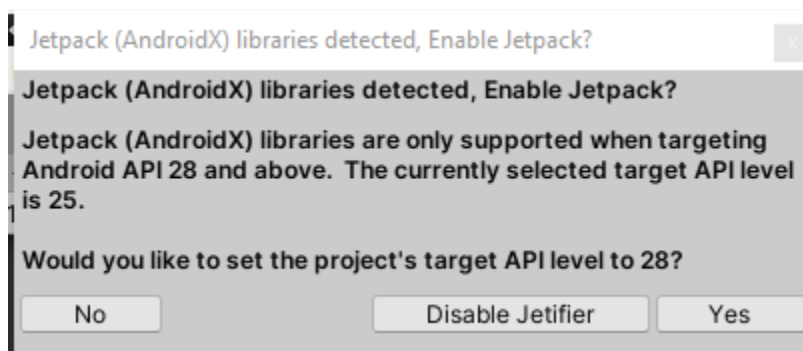 Jetpack (AndroidX) libraries detected, Enable Jetpack?
x
Jetpack (AndroidX) libraries detected, Enable Jetpack?
Jetpack (AndroidX) libraries are only supported when targeting
Android API 28 and above. The currently selected target API level
is 25.
Would you like to set the project's target API level to 28?
No
Disable Jetifier
Yes